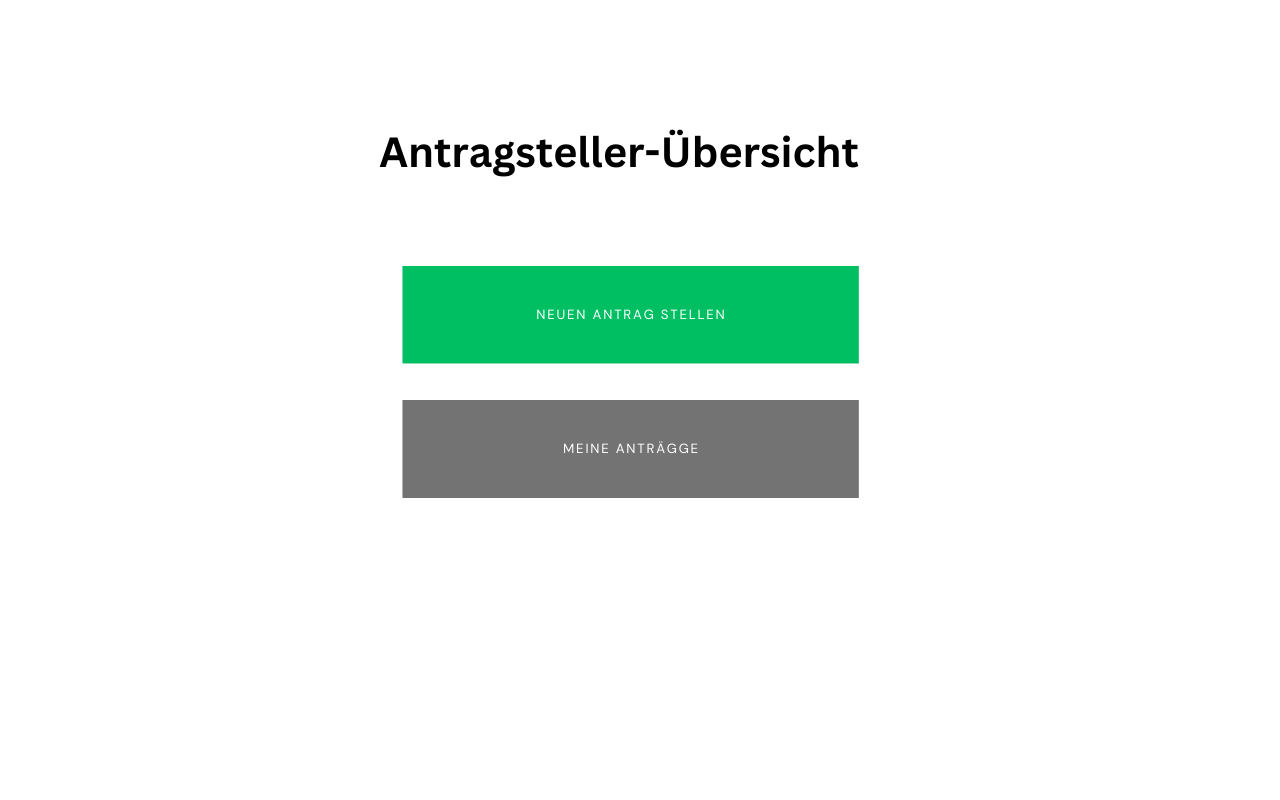 Antragsteller-Übersicht
NEUEN ANTRAG STELLEN
MEINE ANTRÄGGE